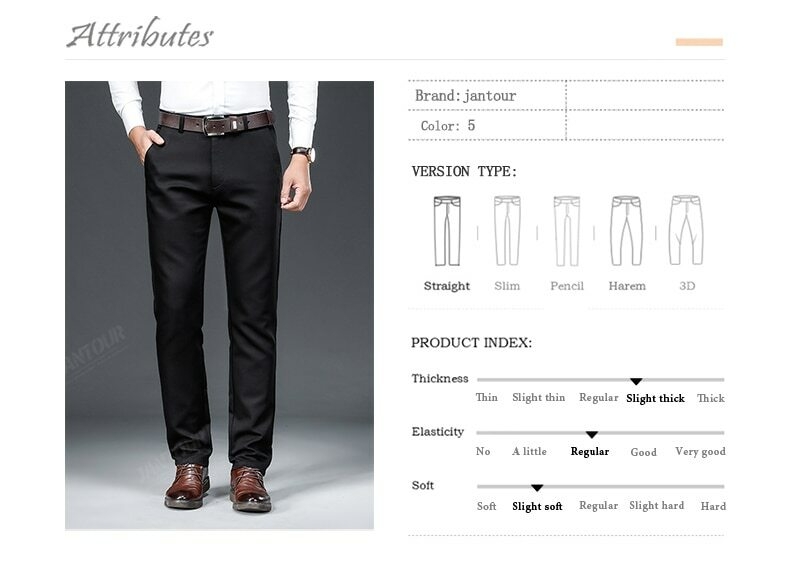 Attributes
Brand:jantour
Color: 5
VERSION TYPE:
Straight Slim Pencil Harem 3D
PRODUCT INDEX:
Thickness
Thin Slight thin Regular Slight thick Thick
Elasticity
No A little Regular Good Very good
Soft
Soft Slight soft Regular Slight hard Hard
JANTOUR